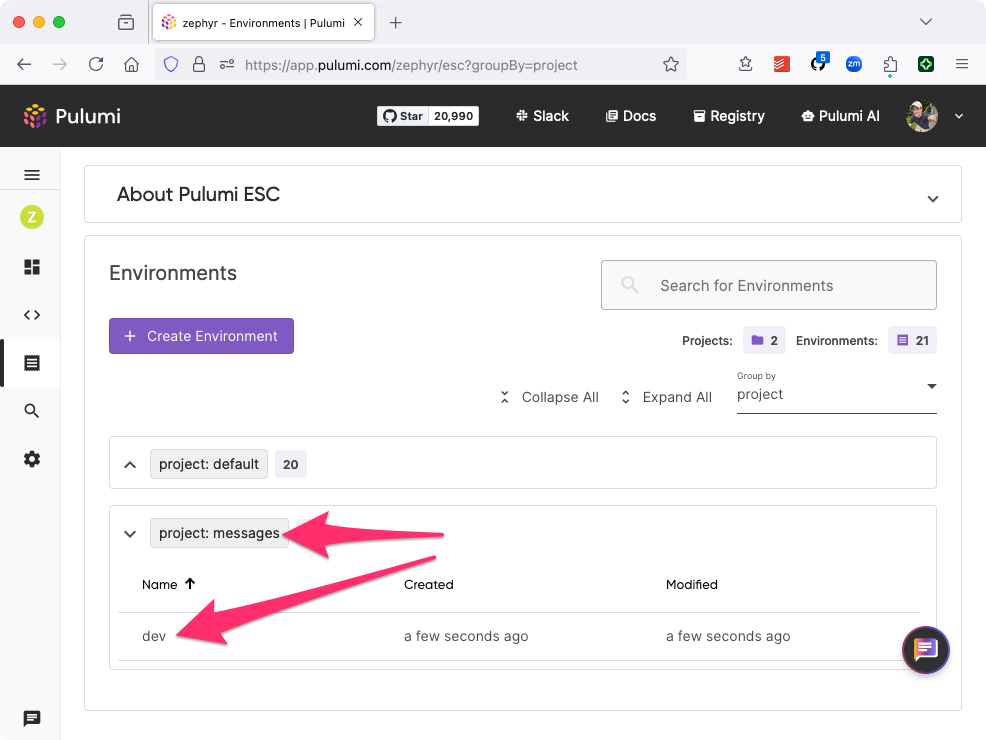 zephyr - Environments | Pulumi
https://app.pulumi.com/zephyr/esc?groupBy=project
5
zm
Pulumi
Star 20,990
Slack
Docs
Registry
Pulumi AI
Z
About Pulumi ESC
Environments
Search for Environments
+ Create Environment
Projects: 2 Environments: 21
Collapse All
Expand All
Group by
project
project: default 20
project: messages
Name Created Modified
dev a few seconds ago a few seconds ago